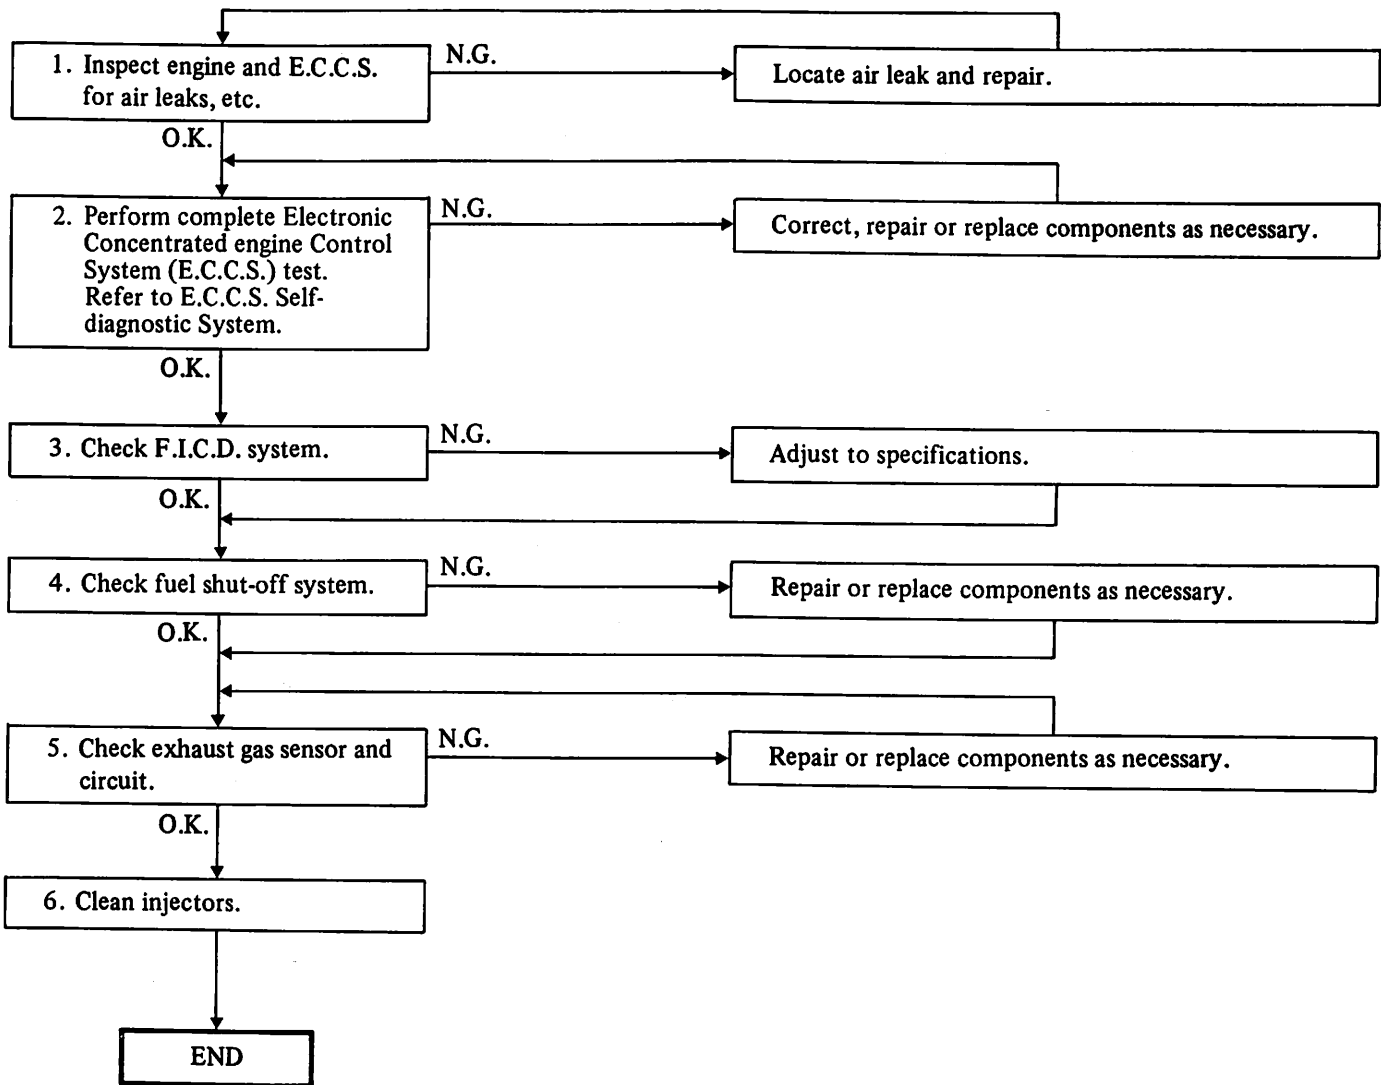 1. Inspect engine and E.C.C.S.
for air leaks, etc.
N.G.
Locate air leak and repair.
O.K.
2. Perform complete Electronic
Concentrated engine Control
System (E.C.C.S.) test.
Refer to E.C.C.S. Self-
diagnostic System.
N.G.
Correct, repair or replace components as necessary.
O.K.
3. Check F.I.C.D. system.
N.G.
Adjust to specifications.
O.K.
4. Check fuel shut-off system.
N.G.
Repair or replace components as necessary.
O.K.
5. Check exhaust gas sensor and
circuit.
N.G.
Repair or replace components as necessary.
O.K.
6. Clean injectors.
END